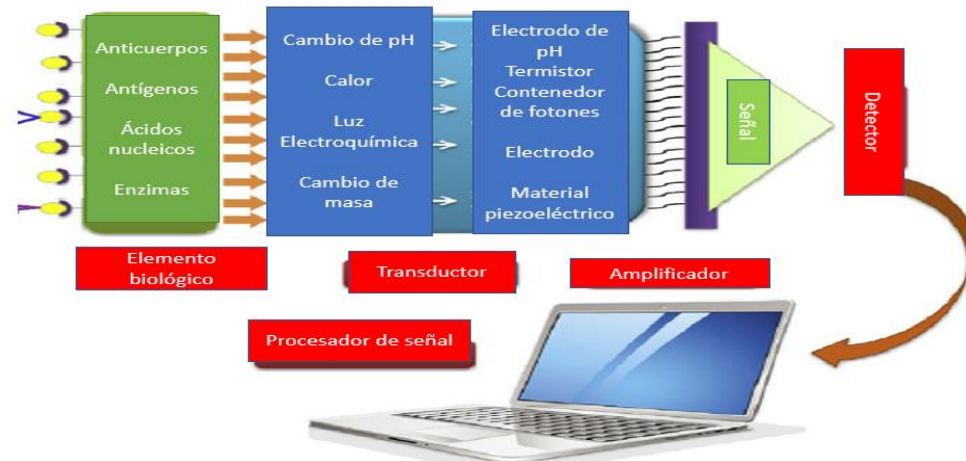 Anticuerpos
Antígenos
Ácidos
nucleicos
Enzimas
Cambio de pH
Calor
Luz
Electroquímica
Cambio de
masa
Electrodo de
pH
Termistor
Contenedor
de fotones
Electrodo
Material
piezoeléctrico
Señal
Detector
Elemento
biológico
Transductor
Amplificador
Procesador de señal